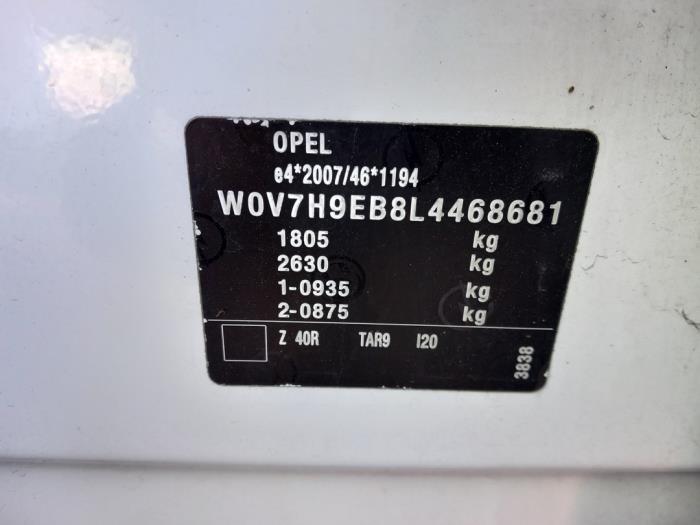 OPEL
e4*2007/46*1194
W0V7H9EB8L4468681
1805 kg
2630 kg
1-0935 kg
2-0875 kg
Z 40R TAR9 I20
3838